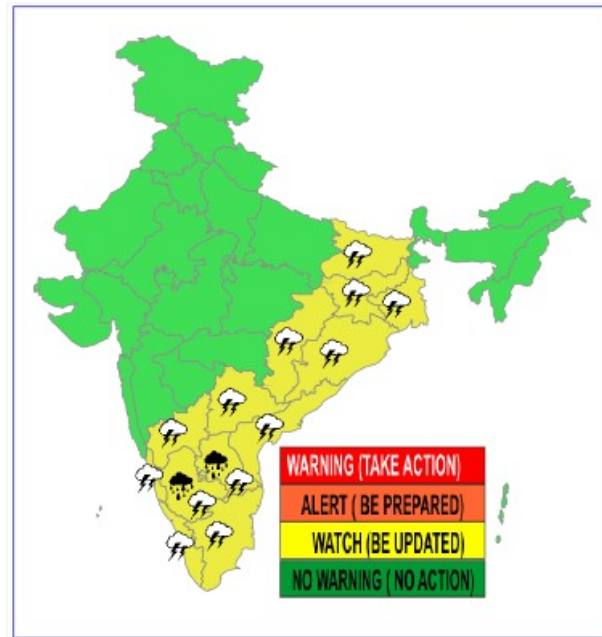 WARNING (TAKE ACTION)
ALERT ( BE PREPARED)
WATCH (BE UPDATED)
NO WARNING ( NO ACTION)